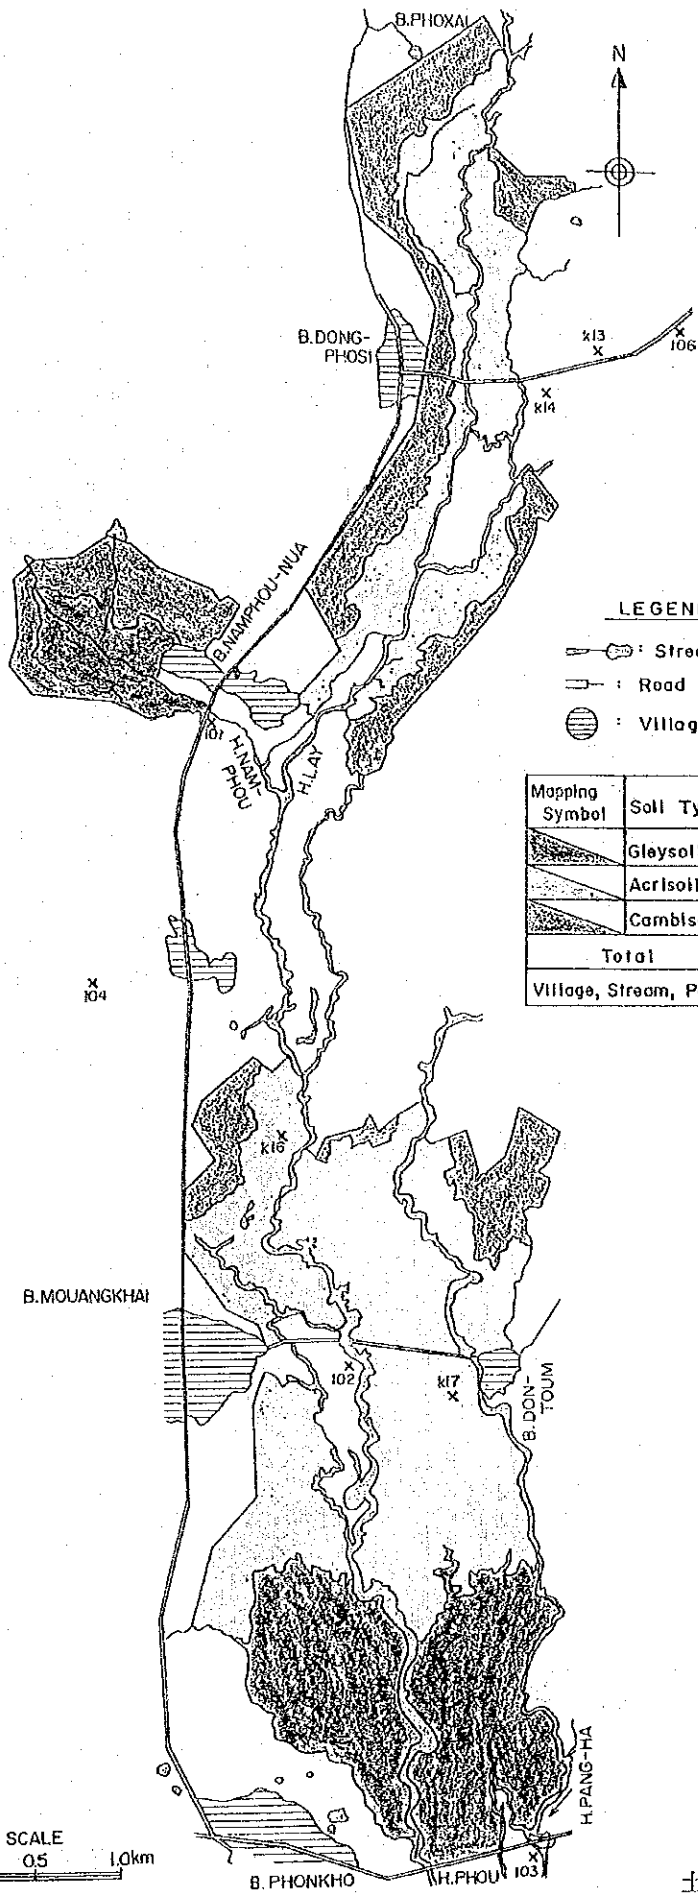 B.PHOXAI
N
B.DONG-
PHOSI
k13
106
k14
B.NAMPHOU-NUA
LEGEN
: Stree
: Road
: Villag
101
H.NAM-
PHOU
H.LAY
Mapping
Symbol
Soil Ty
Gleysol
Acrisoil
Cambis
Total
Village, Stream, P
104
k16
B.MOUANGKHAI
102
k17
B. DON-
TOUM
H.PANG-HA
SCALE
0.5
1.0km
B. PHONKHO
H.PHOU
103